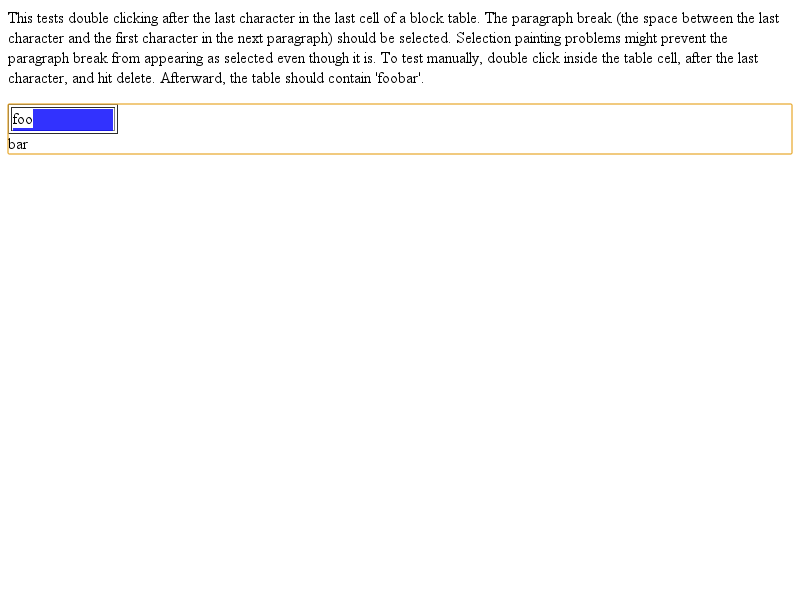 This tests double clicking after the last character in the last cell of a block table. The paragraph break (the space between the last
character and the first character in the next paragraph) should be selected. Selection painting problems might prevent the
paragraph break from appearing as selected even though it is. To test manually, double click inside the table cell, after the last
character, and hit delete. Afterward, the table should contain 'foobar'.
foo
bar